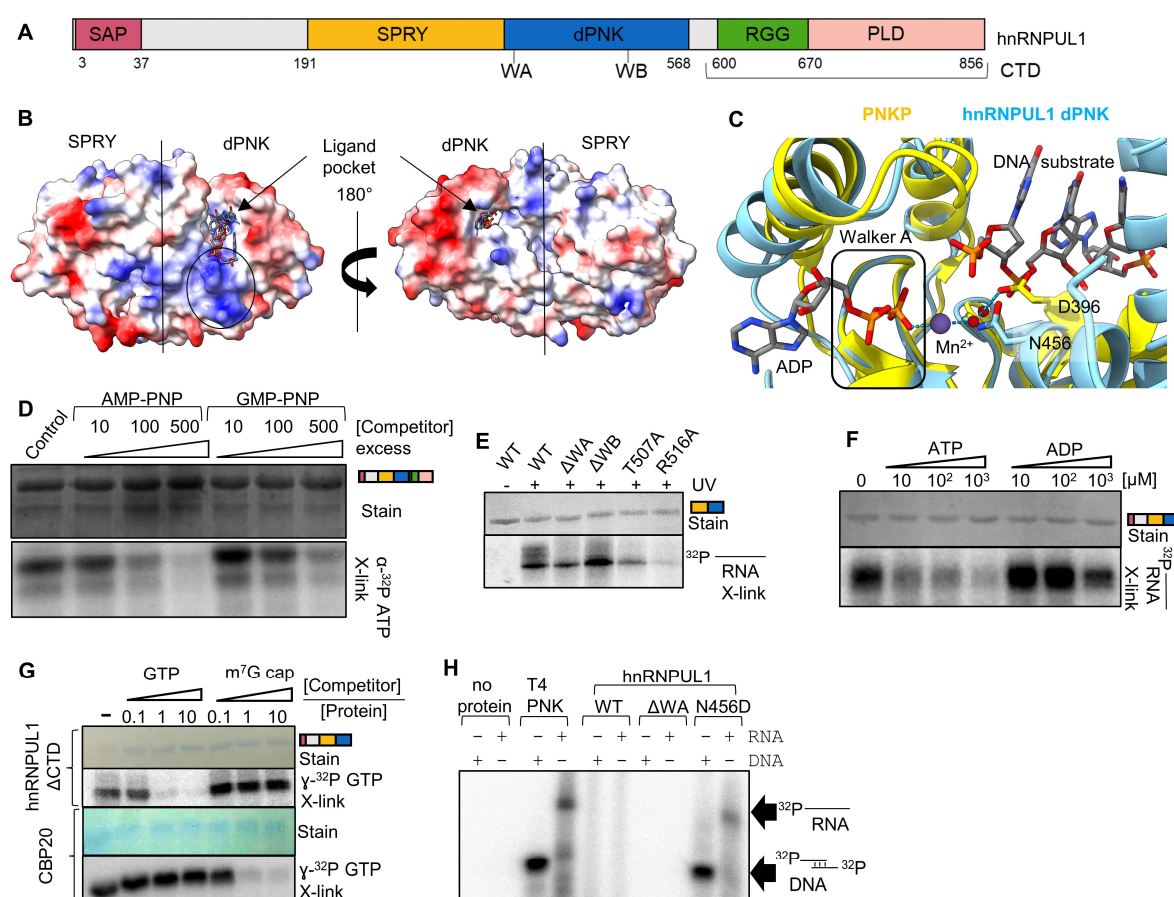 A
SAP
SPRY
dPNK
RGG
PLD
hnRNPUL1
3
37
191
WA
WB
568
600
670
856
CTD
B
SPRY
dPNK
Ligand
pocket
180°
dPNK
SPRY
C
PNKP
hnRNPUL1 dPNK
DNA substrate
Walker A
D396
Mn2+
N456
ADP
D
Control
AMP-PNP
GMP-PNP
10 100 500 10 100 500
[Competitor]
excess
Stain
α-32P ATP
X-link
E
WT WT ΔWA ΔWB T507A R516A
- + + + + +
UV
Stain
32P
RNA
X-link
F
ATP
ADP
0 10 10² 10³ 10 10² 10³ [µM]
Stain
32P
RNA
X-link
G
GTP
m7G cap
[Competitor]
[Protein]
– 0.1 1 10 0.1 1 10
hnRNPUL1
ΔCTD
Stain
ɣ-32P GTP
X-link
CBP20
Stain
ɣ-32P GTP
X-link
H
no
protein
T4
PNK
hnRNPUL1
WT
ΔWA
N456D
– + – + – + – + – + RNA
+ – + – + – + – + – DNA
32P
RNA
32P
32P
DNA